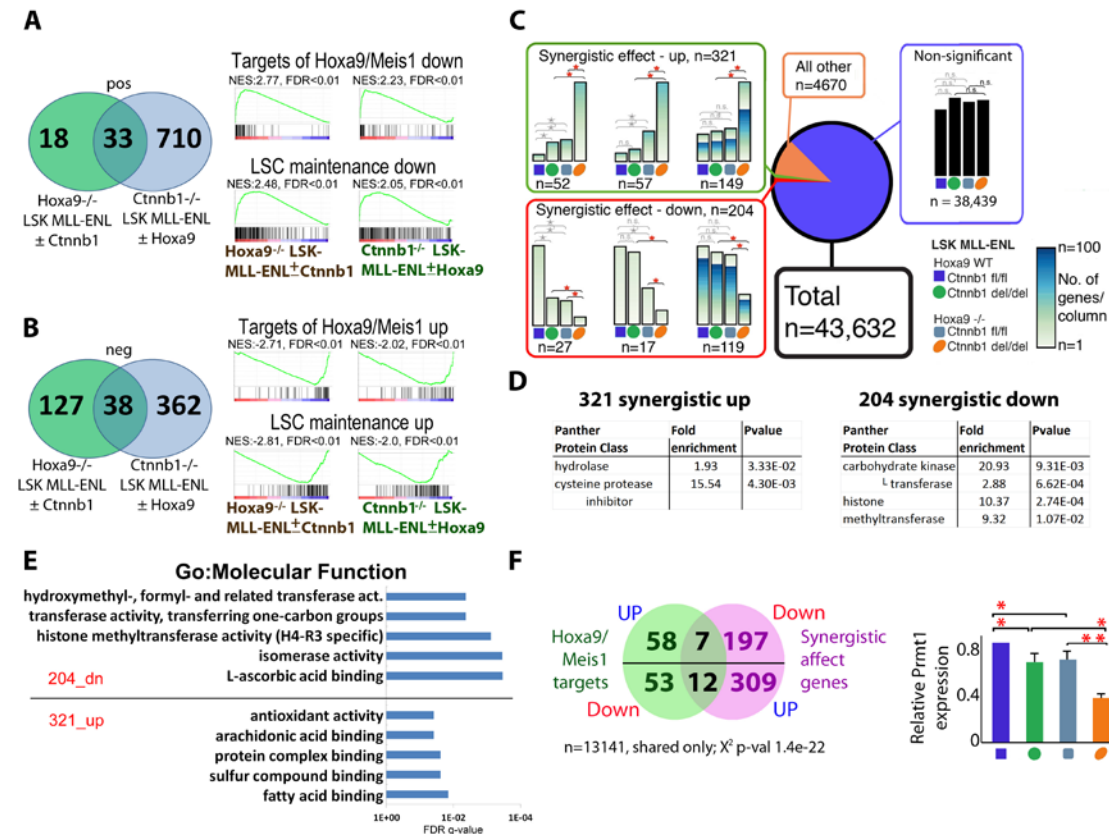 A
pos
18 33 710
Hoxa9-/-
LSK MLL-ENL
± Ctnnb1
Ctnnb1-/-
LSK MLL-ENL
± Hoxa9
Targets of Hoxa9/Meis1 down
NES:2.77, FDR<0.01 NES:2.23, FDR<0.01
LSC maintenance down
NES:2.48, FDR<0.01 NES:2.05, FDR<0.01
Hoxa9-/- LSK-
MLL-ENL±Ctnnb1
Ctnnb1-/- LSK-
MLL-ENL±Hoxa9
B
neg
127 38 362
Hoxa9-/-
LSK MLL-ENL
± Ctnnb1
Ctnnb1-/-
LSK MLL-ENL
± Hoxa9
Targets of Hoxa9/Meis1 up
NES:-2.71, FDR<0.01 NES:-2.02, FDR<0.01
LSC maintenance up
NES:-2.81, FDR<0.01 NES:-2.0, FDR<0.01
Hoxa9-/- LSK-
MLL-ENL±Ctnnb1
Ctnnb1-/- LSK-
MLL-ENL±Hoxa9
C
Synergistic effect - up, n=321
n.s.
n.s.
n.s.
n.s.
n.s.
n=52 n=57 n=149
Synergistic effect - down, n=204
n.s.
n.s.
n.s.
n.s.
n=27 n=17 n=119
All other
n=4670
Non-significant
n.s.
n.s.
n.s.
n.s.
n = 38,439
Total
n=43,632
LSK MLL-ENL
Hoxa9 WT
Ctnnb1 fl/fl
Ctnnb1 del/del
Hoxa9 -/-
Ctnnb1 fl/fl
Ctnnb1 del/del
n=100
No. of
genes/
column
n=1
D
321 synergistic up
Panther Fold Pvalue
Protein Class enrichment
hydrolase 1.93 3.33E-02
cysteine protease 15.54 4.30E-03
inhibitor
204 synergistic down
Panther Fold Pvalue
Protein Class enrichment
carbohydrate kinase 20.93 9.31E-03
└ transferase 2.88 6.62E-04
histone 10.37 2.74E-04
methyltransferase 9.32 1.07E-02
E
Go:Molecular Function
hydroxymethyl-, formyl- and related transferase act.
transferase activity, transferring one-carbon groups
histone methyltransferase activity (H4-R3 specific)
isomerase activity
L-ascorbic acid binding
204_dn
321_up
antioxidant activity
arachidonic acid binding
protein complex binding
sulfur compound binding
fatty acid binding
1E+00 1E-02 1E-04
FDR q-value
F
UP Down
Hoxa9/
Meis1
targets
58 7 197
53 12 309
Synergistic
affect
genes
Down UP
n=13141, shared only; X² p-val 1.4e-22
Relative Prmt1
expression
0.8
0.4
0
* * * **